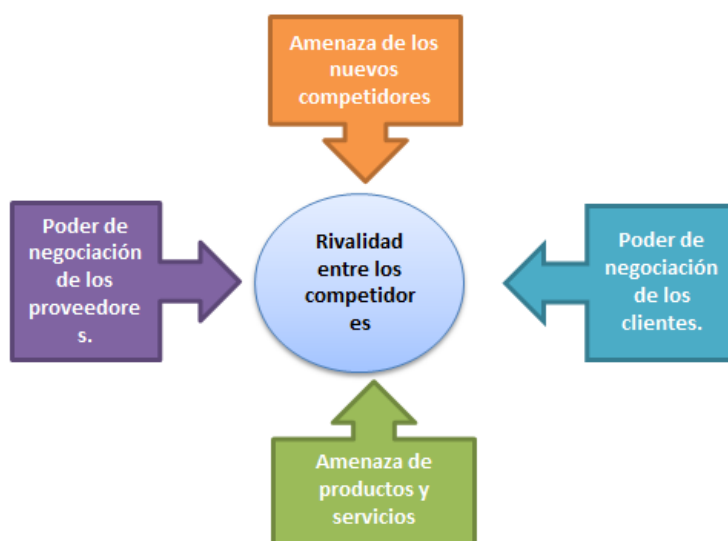 Amenaza de los
nuevos
competidores
Poder de
negociación
de los
proveedore
s.
Rivalidad
entre los
competidor
es
Poder de
negociación
de los
clientes.
Amenaza de
productos y
servicios